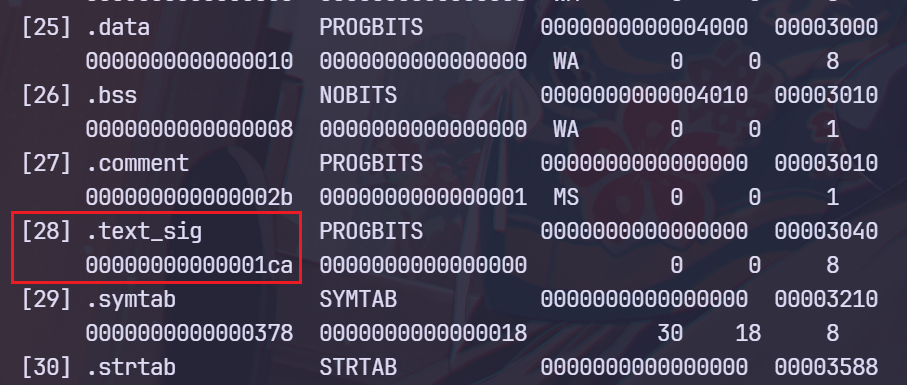 [25] .data PROGBITS 0000000000004000 00003000
0000000000000010 0000000000000000 WA 0 0 8
[26] .bss NOBITS 0000000000004010 00003010
0000000000000008 0000000000000000 WA 0 0 1
[27] .comment PROGBITS 0000000000000000 00003010
000000000000002b 0000000000000001 MS 0 0 1
[28] .text_sig PROGBITS 0000000000000000 00003040
00000000000001ca 0000000000000000 0 0 8
[29] .symtab SYMTAB 0000000000000000 00003210
0000000000000378 0000000000000018 30 18 8
[30] .strtab STRTAB 0000000000000000 00003588